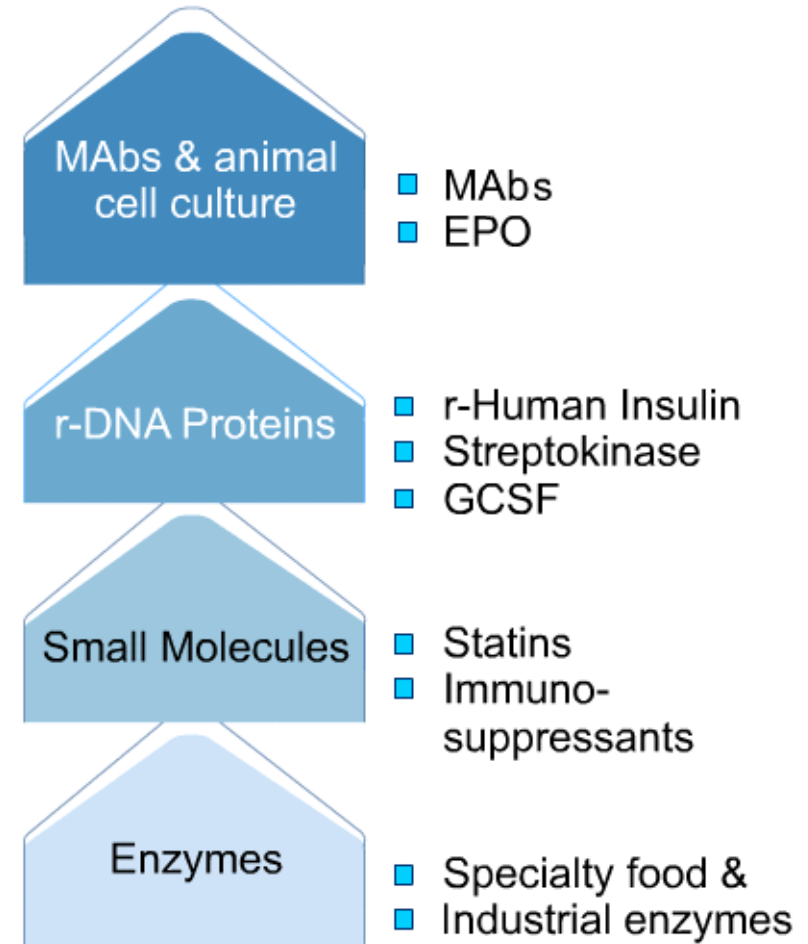 MAbs & animal
cell culture
MAbs
EPO
r-DNA Proteins
r-Human Insulin
Streptokinase
GCSF
Small Molecules
Statins
Immuno-
suppressants
Enzymes
Specialty food &
Industrial enzymes